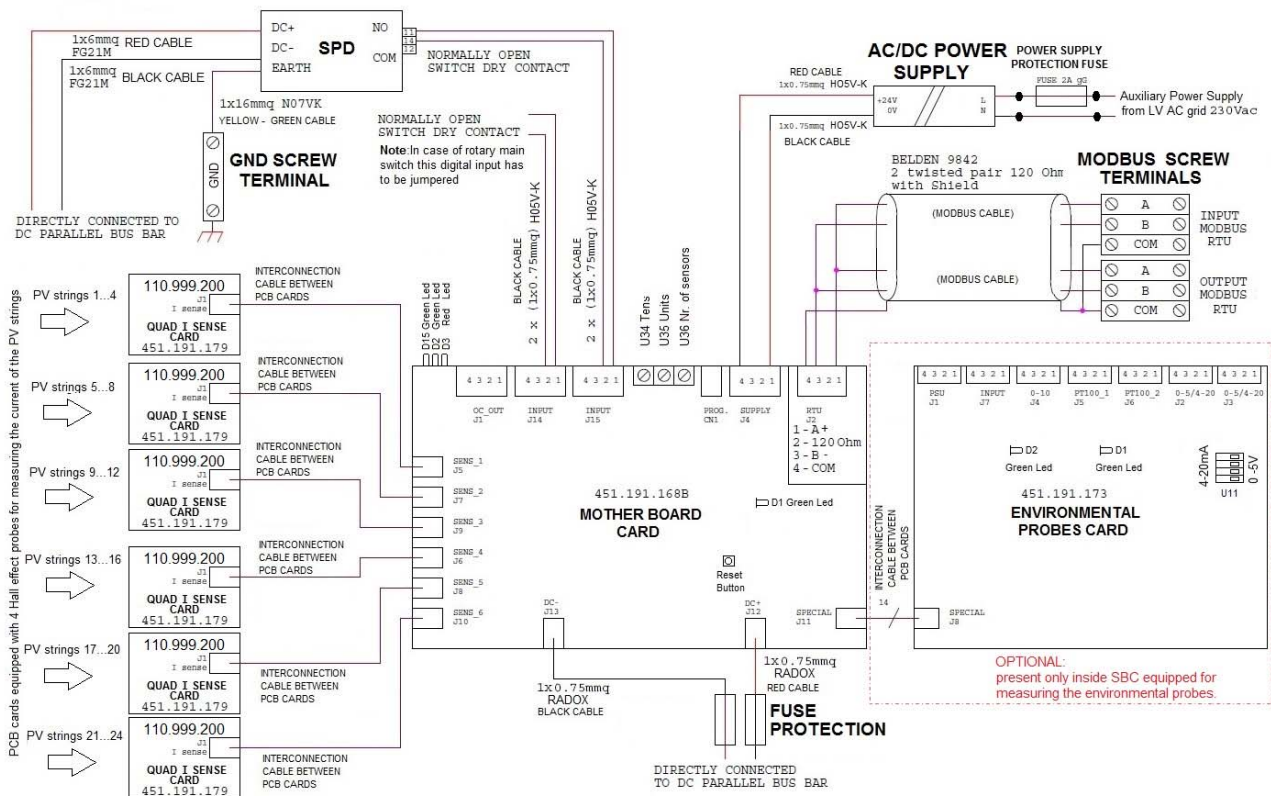 DC+
DC-
EARTH
SPD
NO
COM
11
14
12
1x6mmq RED CABLE
FG21M
1x6mmq BLACK CABLE
FG21M
1x16mmq N07VK
YELLOW - GREEN CABLE
GND
GND SCREW
TERMINAL
DIRECTLY CONNECTED TO
DC PARALLEL BUS BAR
NORMALLY OPEN
SWITCH DRY CONTACT
NORMALLY OPEN
SWITCH DRY CONTACT
Note:In case of rotary main
switch this digital input has
to be jumpered
BLACK CABLE
2 x (1x0.75mmq) H05V-K
BLACK CABLE
2 x (1x0.75mmq) H05V-K
AC/DC POWER
SUPPLY
RED CABLE
1x0.75mmq H05V-K
+24V
0V
L
N
1x0.75mmq H05V-K
BLACK CABLE
POWER SUPPLY
PROTECTION FUSE
FUSE 2A gG
Auxiliary Power Supply
from LV AC grid 230Vac
BELDEN 9842
2 twisted pair 120 Ohm
with Shield
(MODBUS CABLE)
(MODBUS CABLE)
MODBUS SCREW
TERMINALS
A
B
COM
INPUT
MODBUS
RTU
A
B
COM
OUTPUT
MODBUS
RTU
PCB cards equipped with 4 Hall effect probes for measuring the current of the PV strings
PV strings 1...4
110.999.200
J1
I sense
QUAD I SENSE
CARD
451.191.179
INTERCONNECTION
CABLE BETWEEN
PCB CARDS
PV strings 5...8
110.999.200
J1
I sense
QUAD I SENSE
CARD
451.191.179
INTERCONNECTION
CABLE BETWEEN
PCB CARDS
PV strings 9...12
110.999.200
J1
I sense
QUAD I SENSE
CARD
451.191.179
INTERCONNECTION
CABLE BETWEEN
PCB CARDS
PV strings 13...16
110.999.200
J1
I sense
QUAD I SENSE
CARD
451.191.179
INTERCONNECTION
CABLE BETWEEN
PCB CARDS
PV strings 17...20
110.999.200
J1
I sense
QUAD I SENSE
CARD
451.191.179
INTERCONNECTION
CABLE BETWEEN
PCB CARDS
PV strings 21...24
110.999.200
J1
I sense
QUAD I SENSE
CARD
451.191.179
INTERCONNECTION
CABLE BETWEEN
PCB CARDS
D15 Green Led
D2 Green Led
D3 Red Led
U34 Tens
U35 Units
U36 Nr. of sensors
4 3 2 1
OC_OUT
J1
4 3 2 1
INPUT
J14
4 3 2 1
INPUT
J15
PROG.
CN1
4 3 2 1
SUPPLY
J4
4 3 2 1
RTU
J2
1 - A +
2 - 120 Ohm
3 - B -
4 - COM
SENS_1
J5
SENS_2
J7
SENS_3
J9
SENS_4
J6
SENS_5
J8
SENS_6
J10
451.191.168B
MOTHER BOARD
CARD
D1 Green Led
Reset
Button
DC-
J13
DC+
J12
SPECIAL
J11
INTERCONNECTION
CABLE BETWEEN
PCB CARDS
14
1x0.75mmq
RADOX
BLACK CABLE
1x0.75mmq
RADOX
RED CABLE
FUSE
PROTECTION
DIRECTLY CONNECTED
TO DC PARALLEL BUS BAR
4 3 2 1
PSU
J1
4 3 2 1
INPUT
J7
4 3 2 1
0-10
J4
4 3 2 1
PT100_1
J5
4 3 2 1
PT100_2
J6
4 3 2 1
0-5/4-20
J2
4 3 2 1
0-5/4-20
J3
D2
Green Led
D1
Green Led
4-20mA
0 -5V
U11
451.191.173
ENVIRONMENTAL
PROBES CARD
SPECIAL
J8
OPTIONAL:
present only inside SBC equipped for
measuring the environmental probes.